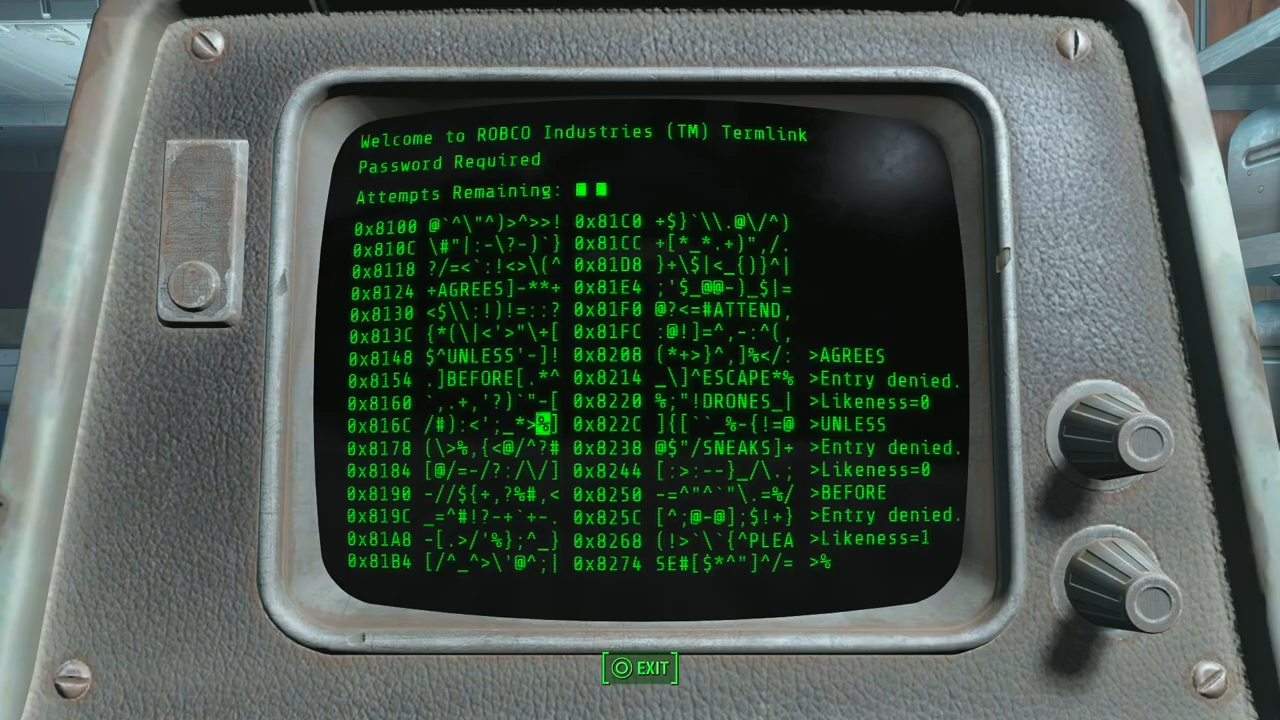 Welcome to ROBCO Industries (TM) Termlink
Password Required
Attempts Remaining: ■ ■
0x8100 @`^\"^)>^>>! 0x81C0 +$}`\\.@\/^)
0x810C \#"|:-\?-)`} 0x81CC +[*_*.+)",/.
0x8118 ?/=<`:!<>\(^ 0x81D8 }+\$|<_{)}^|
0x8124 +AGREES]-**+ 0x81E4 ;'$_@@-)_$|=
0x8130 <$\\:!)!=::? 0x81F0 @?<=#ATTEND,
0x813C {*(\|<'>"\+[ 0x81FC :@!]=^,-:^(,
0x8148 $^UNLESS'-]! 0x8208 (*+>}^,]%</: >AGREES
0x8154 .]BEFORE[.*^ 0x8214 _\]^ESCAPE*% >Entry denied.
0x8160 `,.+,'?)`"-[ 0x8220 %;"!DRONES_| >Likeness=0
0x816C /#):<';_*>%] 0x822C ]{[``_%-{!=@ >UNLESS
0x8178 (\>%,{<@/^?# 0x8238 @$"/SNEAKS]+ >Entry denied.
0x8184 [@/=-/?:/\/] 0x8244 [:>:--}_/\.; >Likeness=0
0x8190 -//${+,?%#,< 0x8250 -=^"^`"\.=%/ >BEFORE
0x819C _=^#!?-+`+-. 0x825C [^;@-@];$!+} >Entry denied.
0x81A8 -[.>/'%};^_} 0x8268 (!>`\`{^PLEA >Likeness=1
0x81B4 [/^_^>\'@^;| 0x8274 SE#[$*^"]^/= >%
EXIT